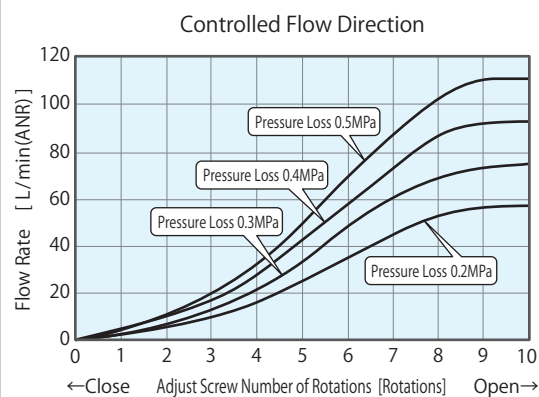 Controlled Flow Direction
Flow Rate [L/min(ANR)]
120
100
80
60
40
20
0
Pressure Loss 0.5MPa
Pressure Loss 0.4MPa
Pressure Loss 0.3MPa
Pressure Loss 0.2MPa
0 1 2 3 4 5 6 7 8 9 10
←Close Adjust Screw Number of Rotations [Rotations] Open→